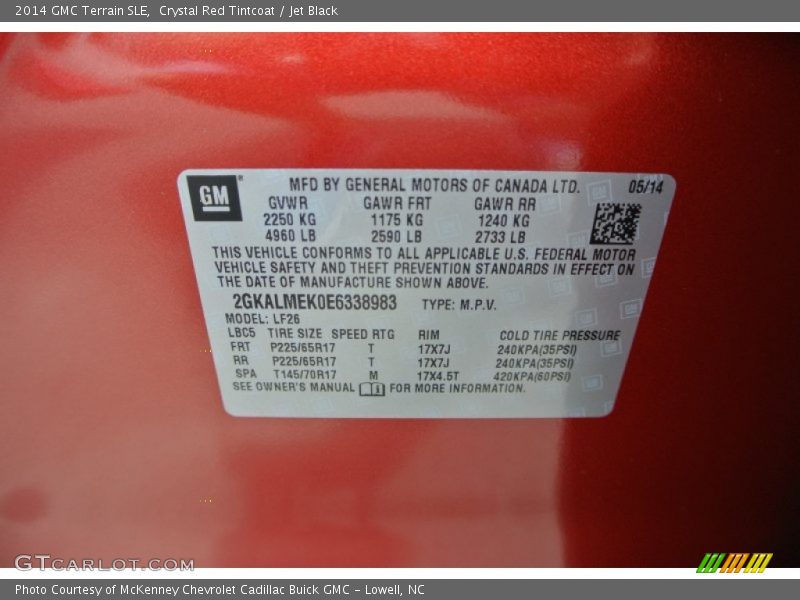 2014 GMC Terrain SLE, Crystal Red Tintcoat / Jet Black
GM MFD BY GENERAL MOTORS OF CANADA LTD. 05/14
GVWR GAWR FRT GAWR RR
2250 KG 1175 KG 1240 KG
4960 LB 2590 LB 2733 LB
THIS VEHICLE CONFORMS TO ALL APPLICABLE U.S. FEDERAL MOTOR
VEHICLE SAFETY AND THEFT PREVENTION STANDARDS IN EFFECT ON
THE DATE OF MANUFACTURE SHOWN ABOVE.
2GKALMEK0E6338983 TYPE: M.P.V.
MODEL: LF26
LBC5 TIRE SIZE SPEED RTG RIM COLD TIRE PRESSURE
FRT P225/65R17 T 17X7J 240KPA(35PSI)
RR P225/65R17 T 17X7J 240KPA(35PSI)
SPA T145/70R17 M 17X4.5T 420KPA(60PSI)
SEE OWNER'S MANUAL FOR MORE INFORMATION.
GTCARLOT.COM
Photo Courtesy of McKenney Chevrolet Cadillac Buick GMC - Lowell, NC